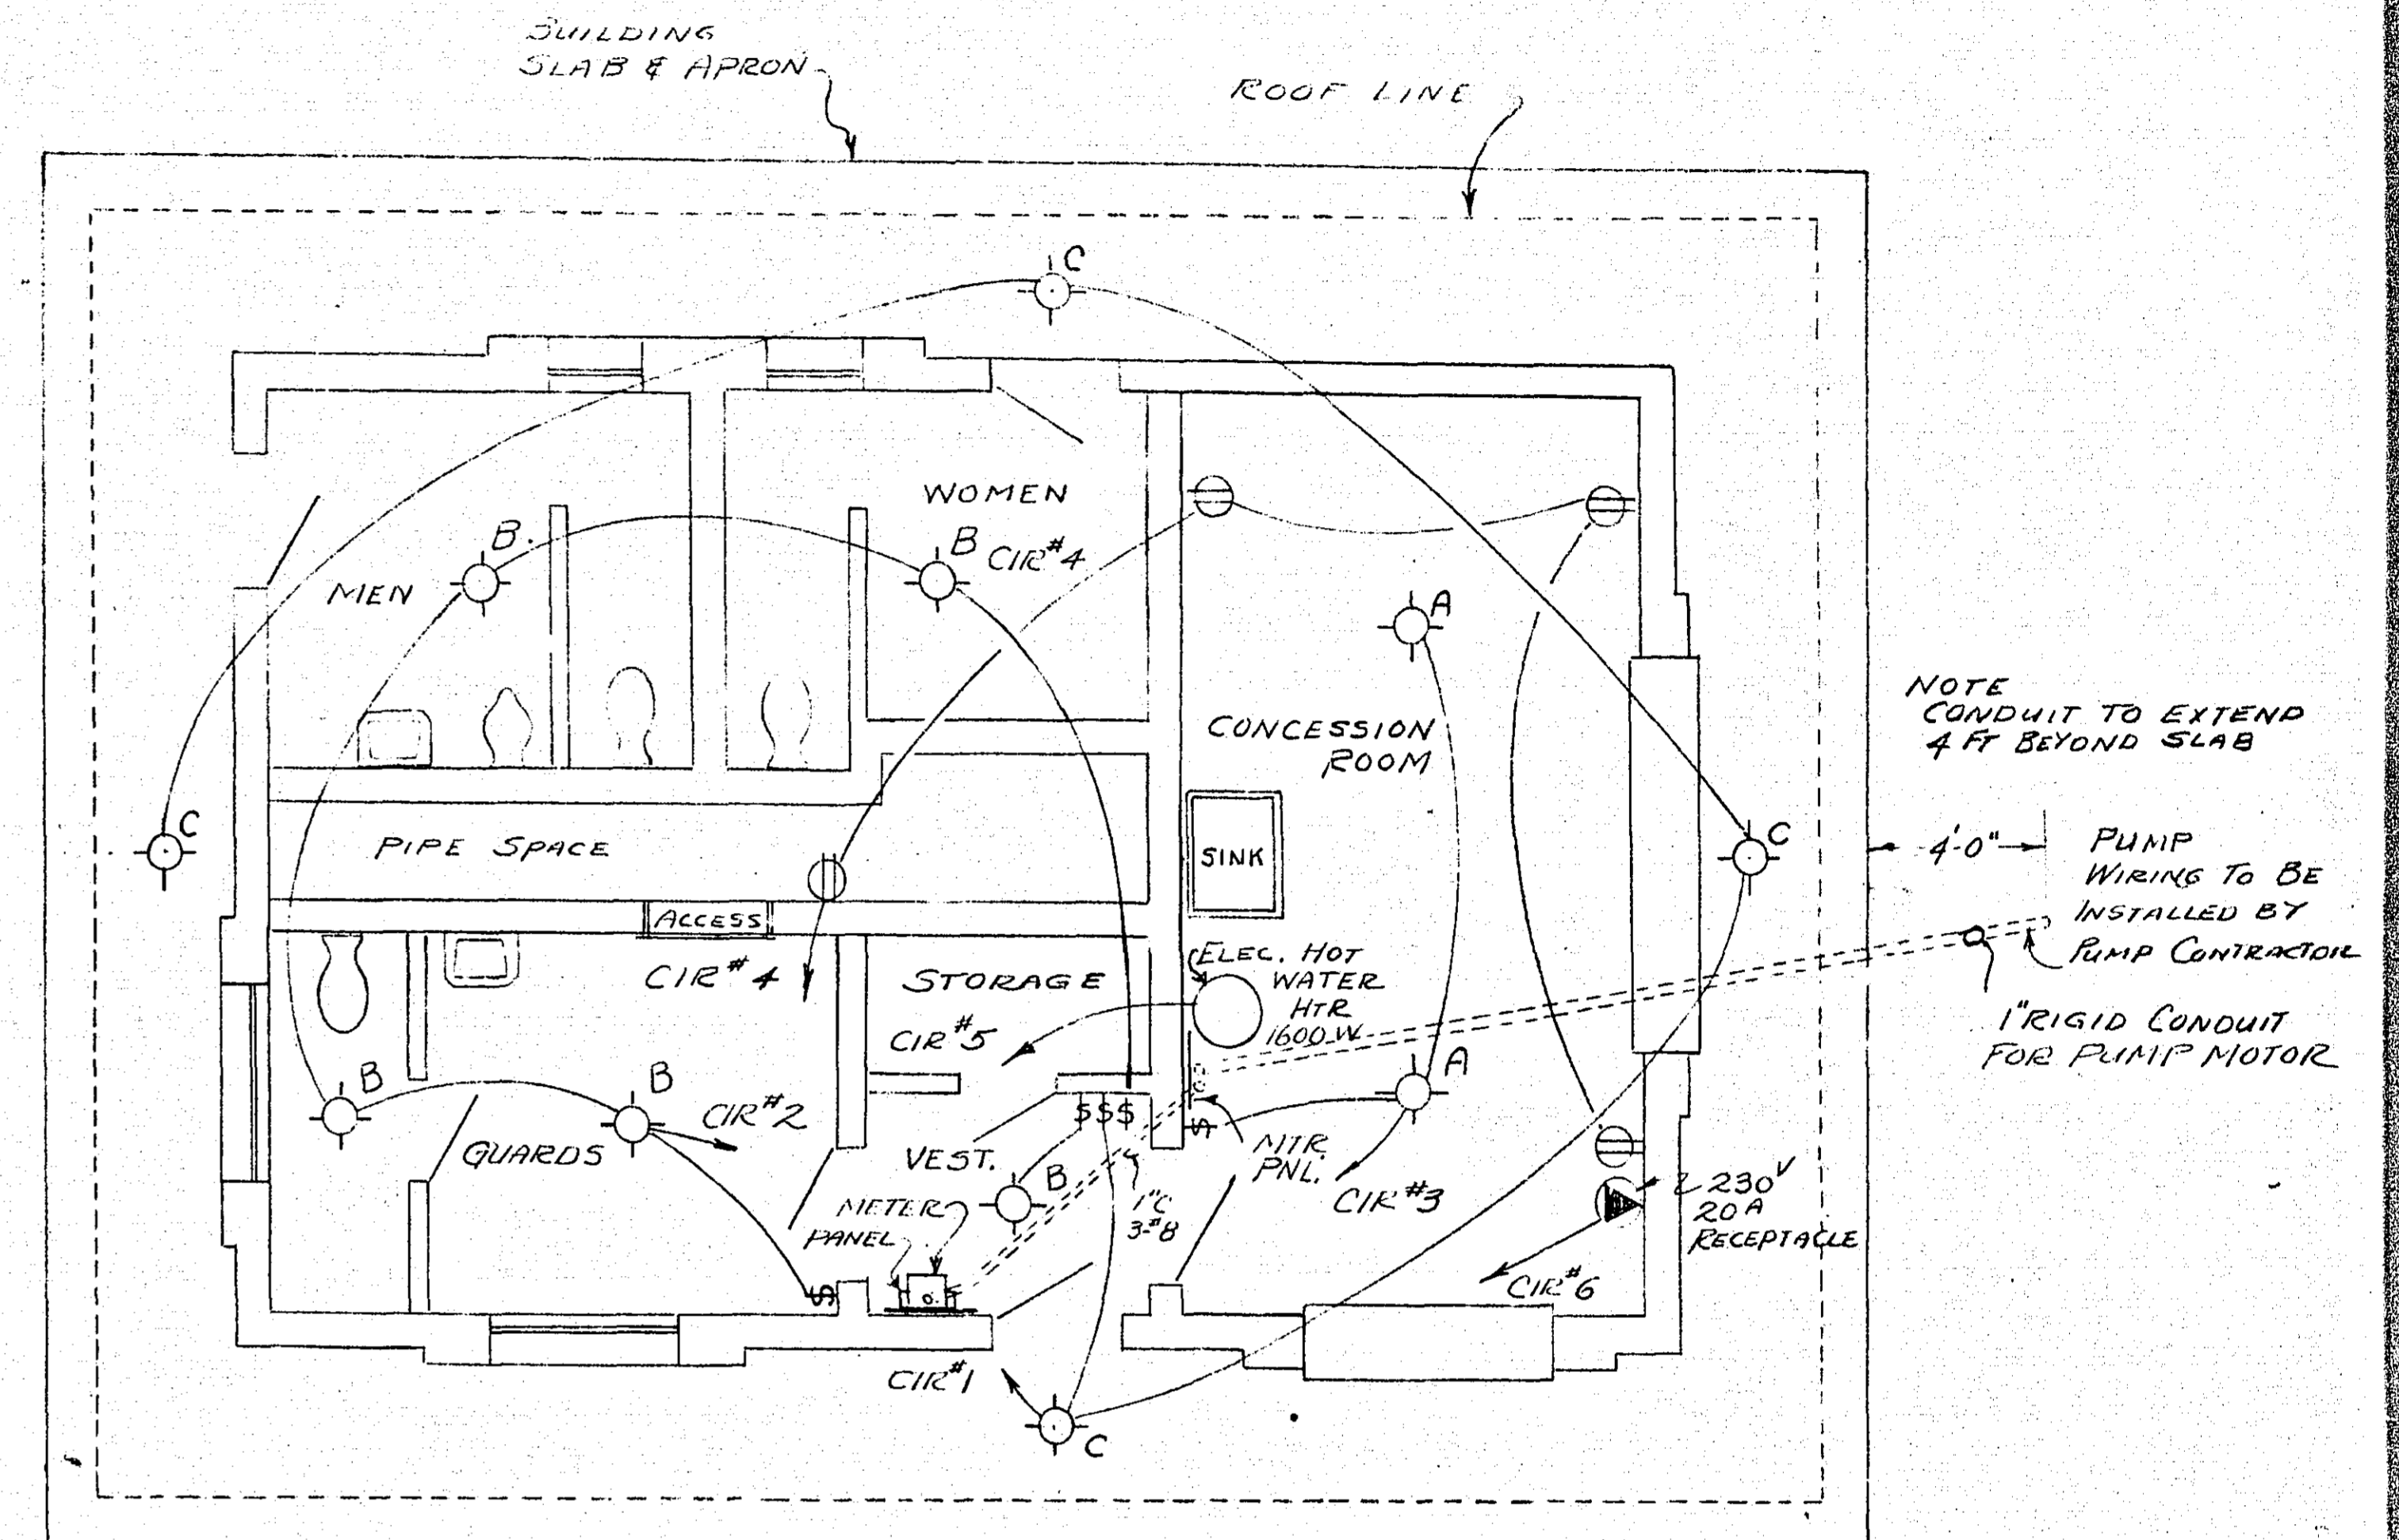 BUILDING
SLAB & APRON
ROOF LINE
C
WOMEN
B
B
CIR#4
MEN
A
NOTE
CONDUIT TO EXTEND
4 FT BEYOND SLAB
CONCESSION
ROOM
C
PIPE SPACE
SINK
C
4'-0"
PUMP
WIRING TO BE
INSTALLED BY
PUMP CONTRACTOR
ACCESS
CIR#4
STORAGE
ELEC. HOT
WATER
HTR
1600 W
CIR#5
1" RIGID CONDUIT
FOR PUMP MOTOR
B
B
A
CIR#2
$$$
$
GUARDS
VEST.
MTR.
PNL.
B
METER
PANEL
1"C
3-#8
CIR#3
230V
20A
RECEPTACLE
CIR#6
$
CIR#1
C